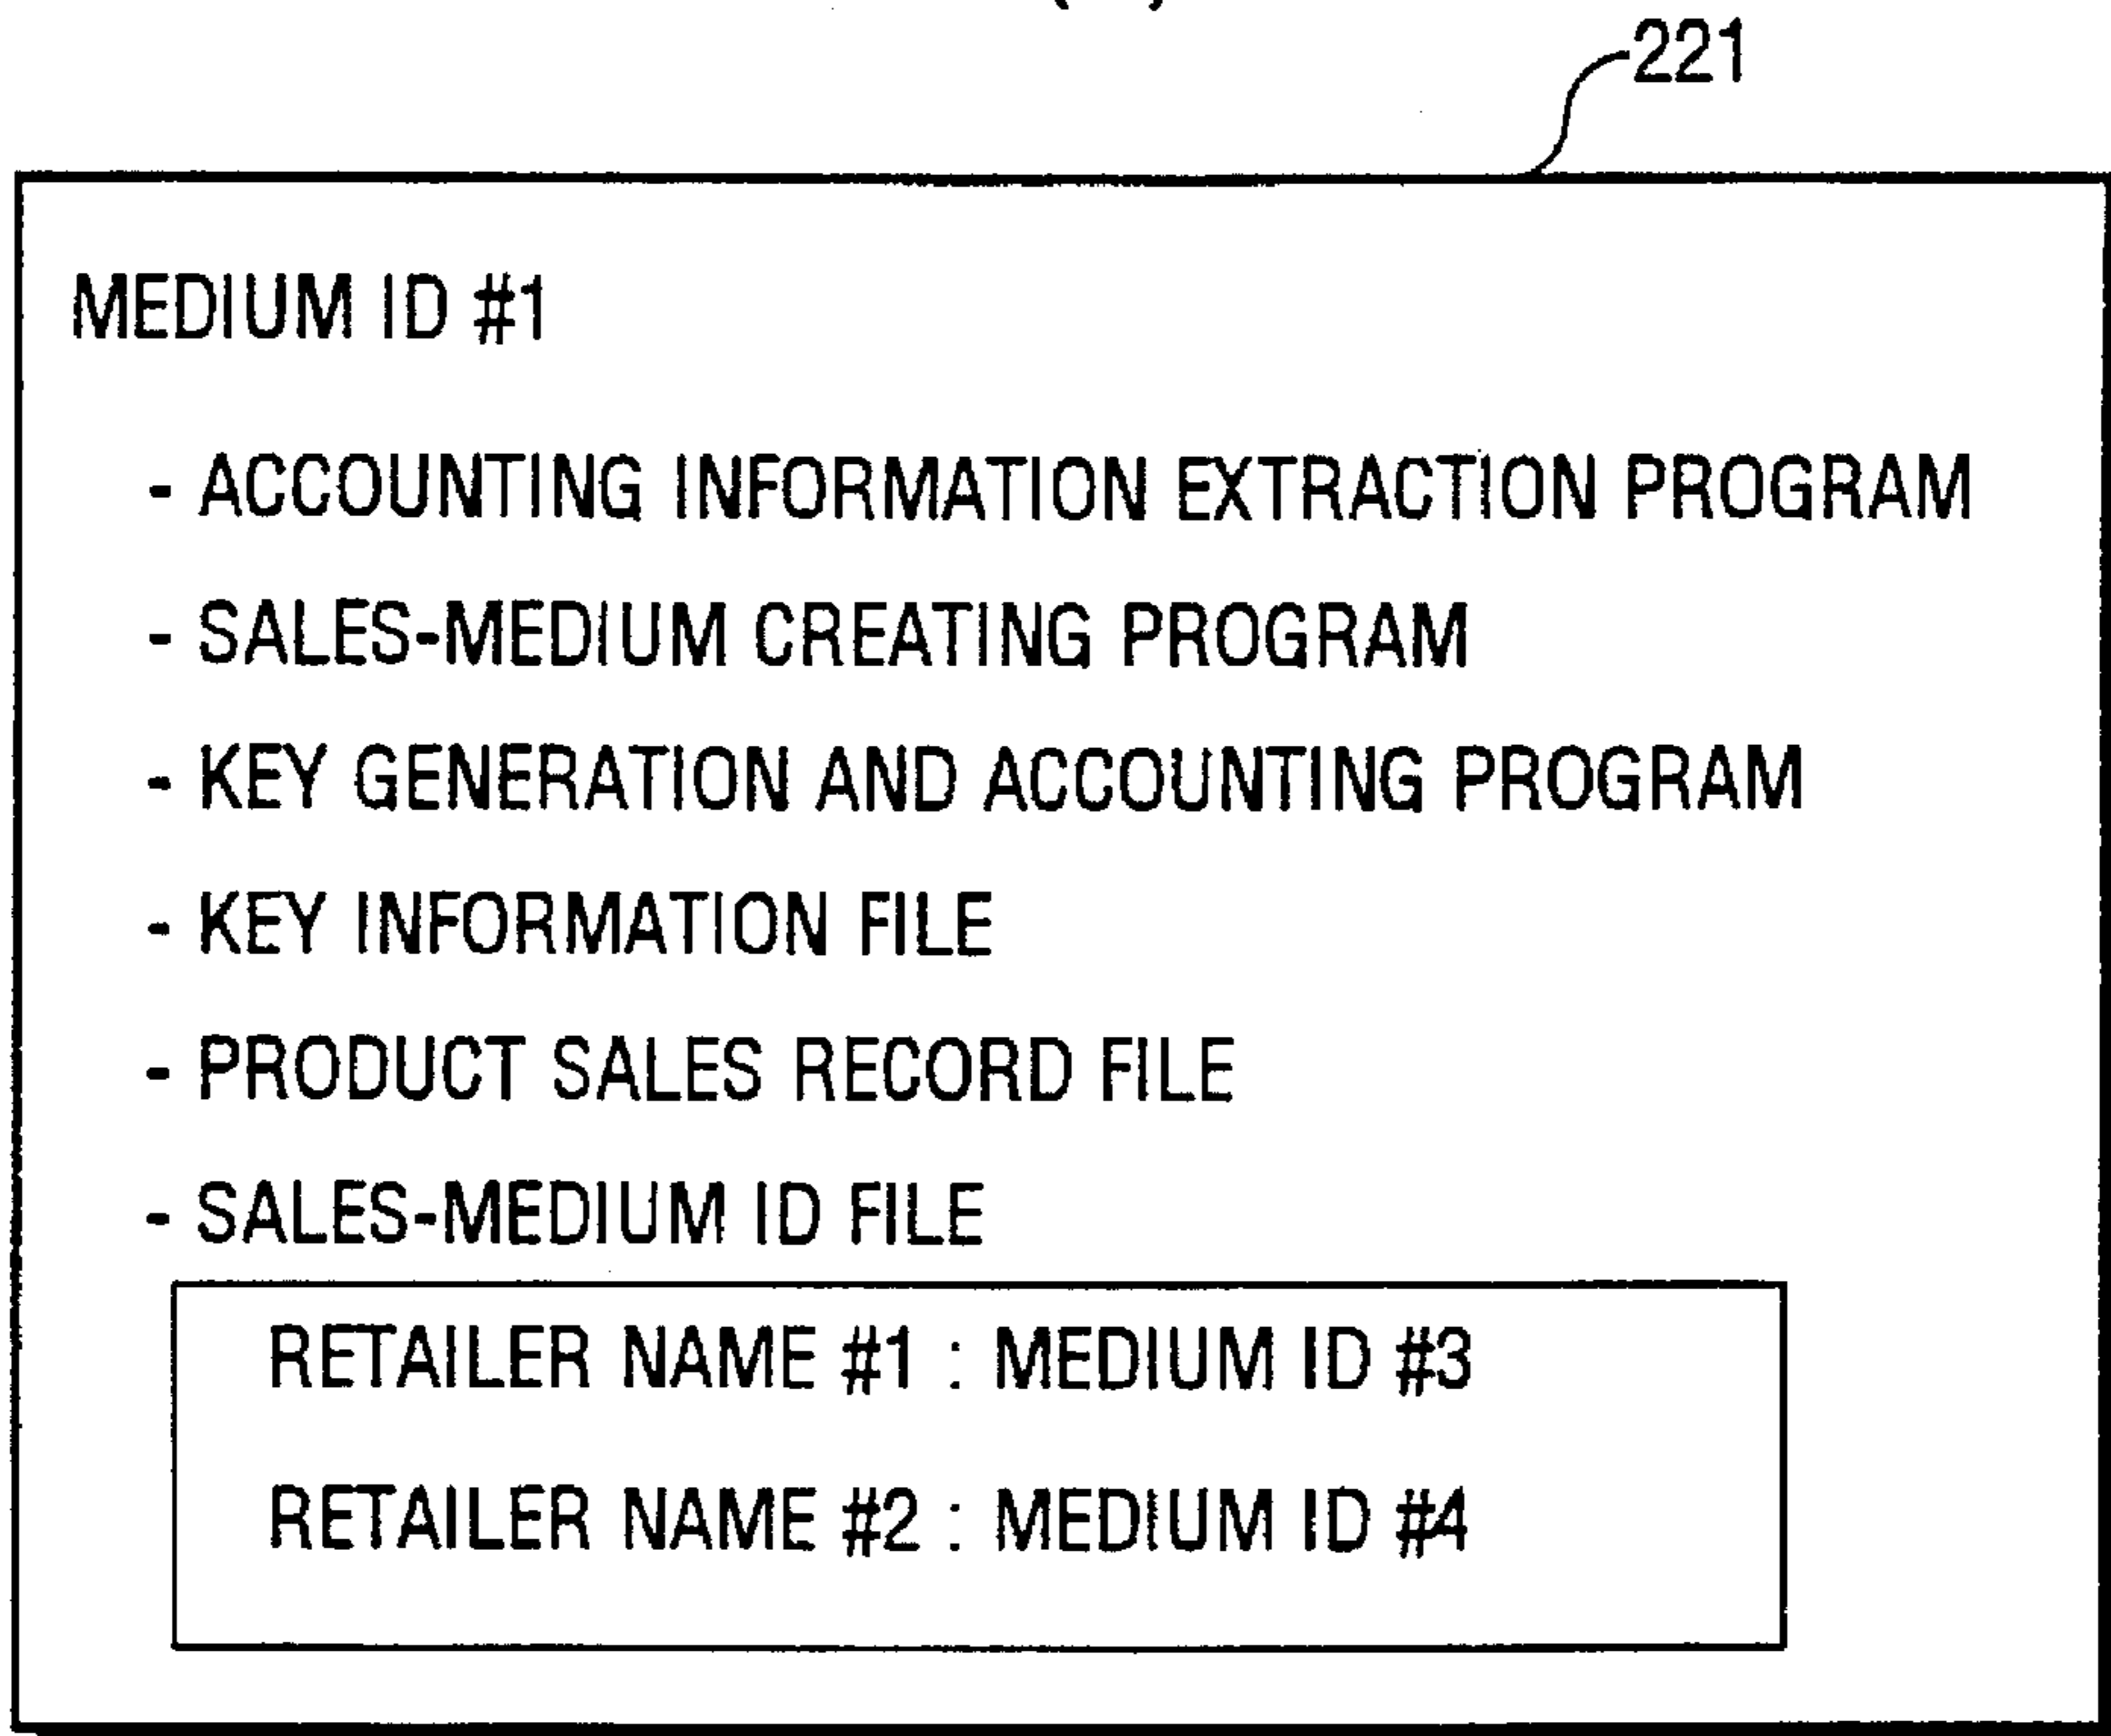 221
MEDIUM ID #1
- ACCOUNTING INFORMATION EXTRACTION PROGRAM
- SALES-MEDIUM CREATING PROGRAM
- KEY GENERATION AND ACCOUNTING PROGRAM
- KEY INFORMATION FILE
- PRODUCT SALES RECORD FILE
- SALES-MEDIUM ID FILE
RETAILER NAME #1 : MEDIUM ID #3
RETAILER NAME #2 : MEDIUM ID #4